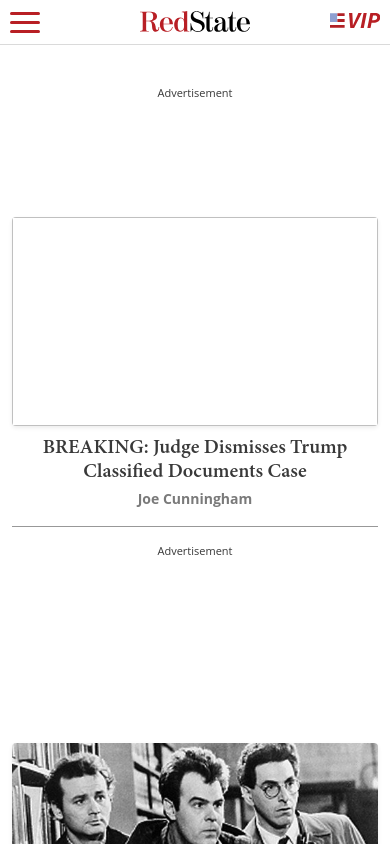 RedState
VIP
Advertisement
BREAKING: Judge Dismisses Trump
Classified Documents Case
Joe Cunningham
Advertisement